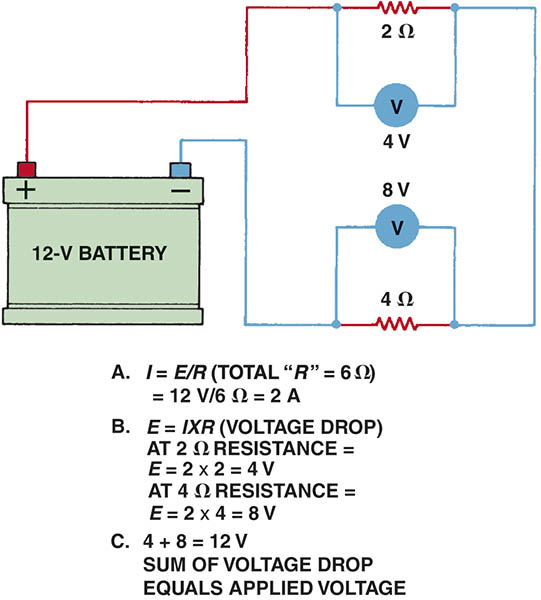 2 Ω
V
4 V
8 V
+ −
12-V BATTERY
V
4 Ω
A. I = E/R (TOTAL “R” = 6 Ω)
= 12 V/6 Ω = 2 A
B. E = IXR (VOLTAGE DROP)
AT 2 Ω RESISTANCE =
E = 2 x 2 = 4 V
AT 4 Ω RESISTANCE =
E = 2 x 4 = 8 V
C. 4 + 8 = 12 V
SUM OF VOLTAGE DROP
EQUALS APPLIED VOLTAGE